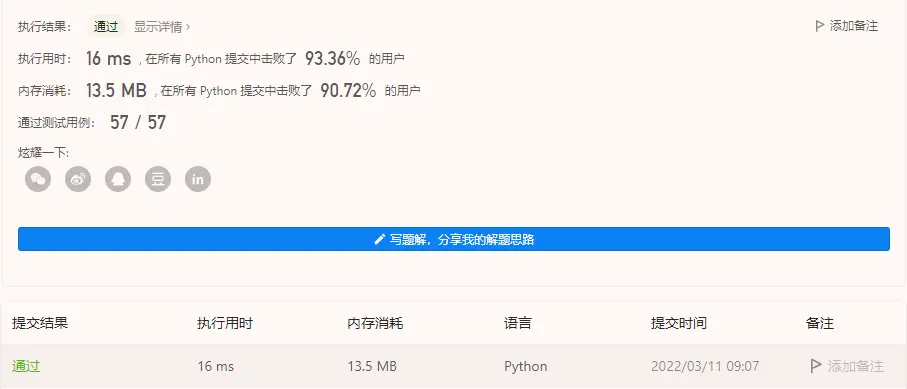 执行结果： 通过 显示详情 › 添加备注
执行用时： 16 ms , 在所有 Python 提交中击败了 93.36% 的用户
内存消耗： 13.5 MB , 在所有 Python 提交中击败了 90.72% 的用户
通过测试用例： 57 / 57
炫耀一下:
豆 in
写题解，分享我的解题思路
提交结果 执行用时 内存消耗 语言 提交时间 备注
通过 16 ms 13.5 MB Python 2022/03/11 09:07 添加备注